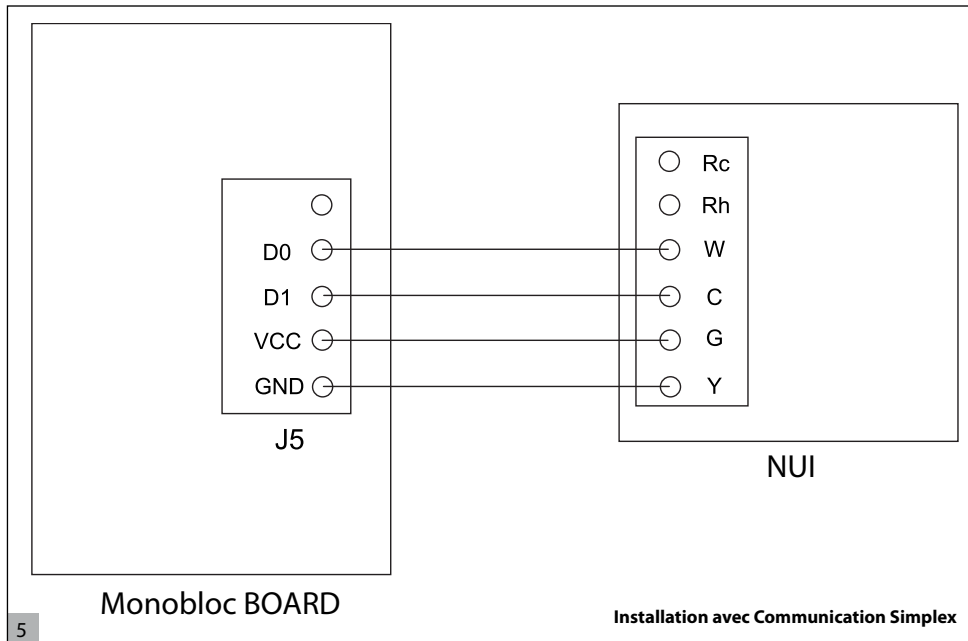 D0
D1
VCC
GND
J5
Monobloc BOARD
Rc
Rh
W
C
G
Y
NUI
Installation avec Communication Simplex
5